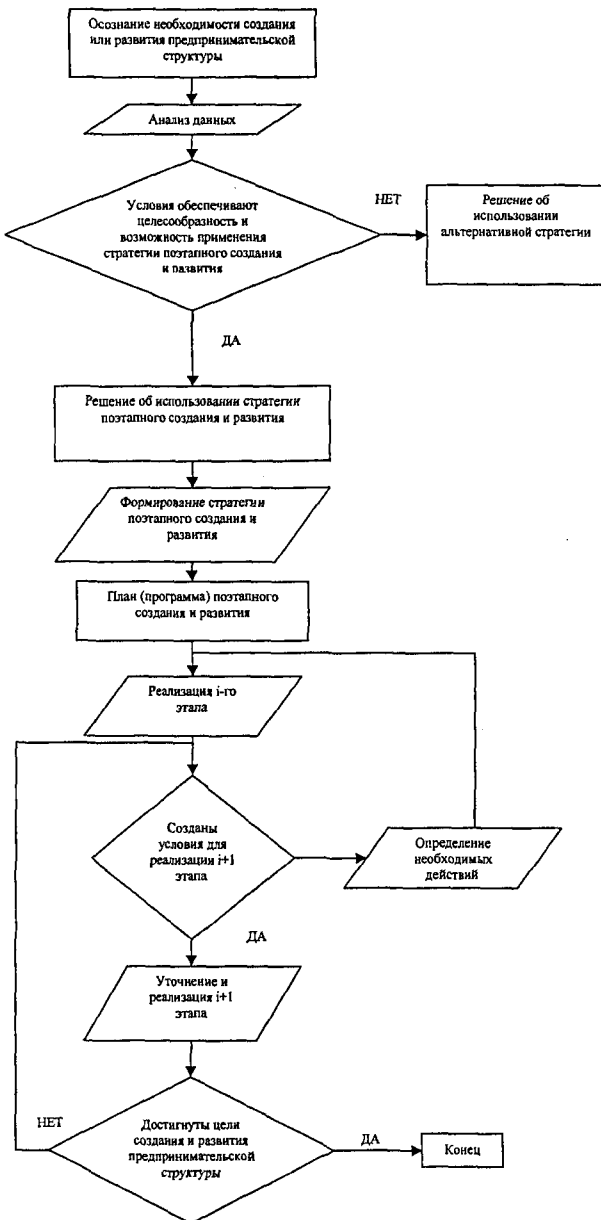 Осознание необходимости создания
или развития предпринимательской
структуры
Анализ данных
Условия обеспечивают
целесообразность и
возможность применения
стратегии поэтапного создания
и развития
НЕТ
Решение об
использовании
альтернативной стратегии
ДА
Решение об использовании стратегии
поэтапного создания и развития
Формирование стратегии
поэтапного создания и
развития
План (программа) поэтапного
создания и развития
Реализация i-го
этапа
Созданы
условия для
реализации i+1
этапа
Определение
необходимых
действий
ДА
Уточнение и
реализация i+1
этапа
НЕТ
Достигнуты цели
создания и развития
предпринимательской
структуры
ДА
Конец